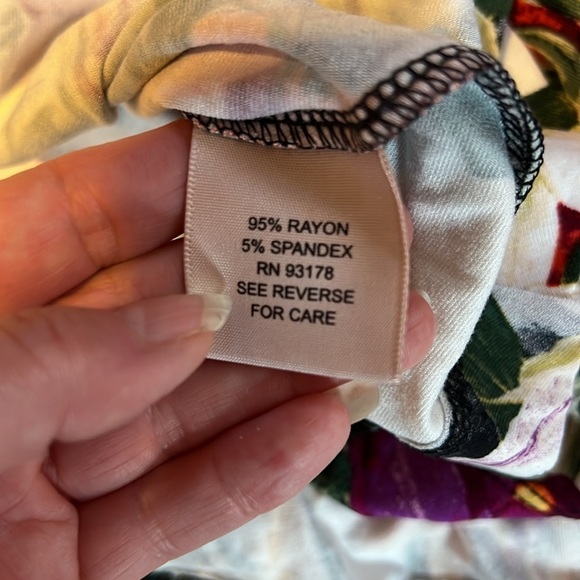 95% RAYON
5% SPANDEX
RN 93178
SEE REVERSE
FOR CARE